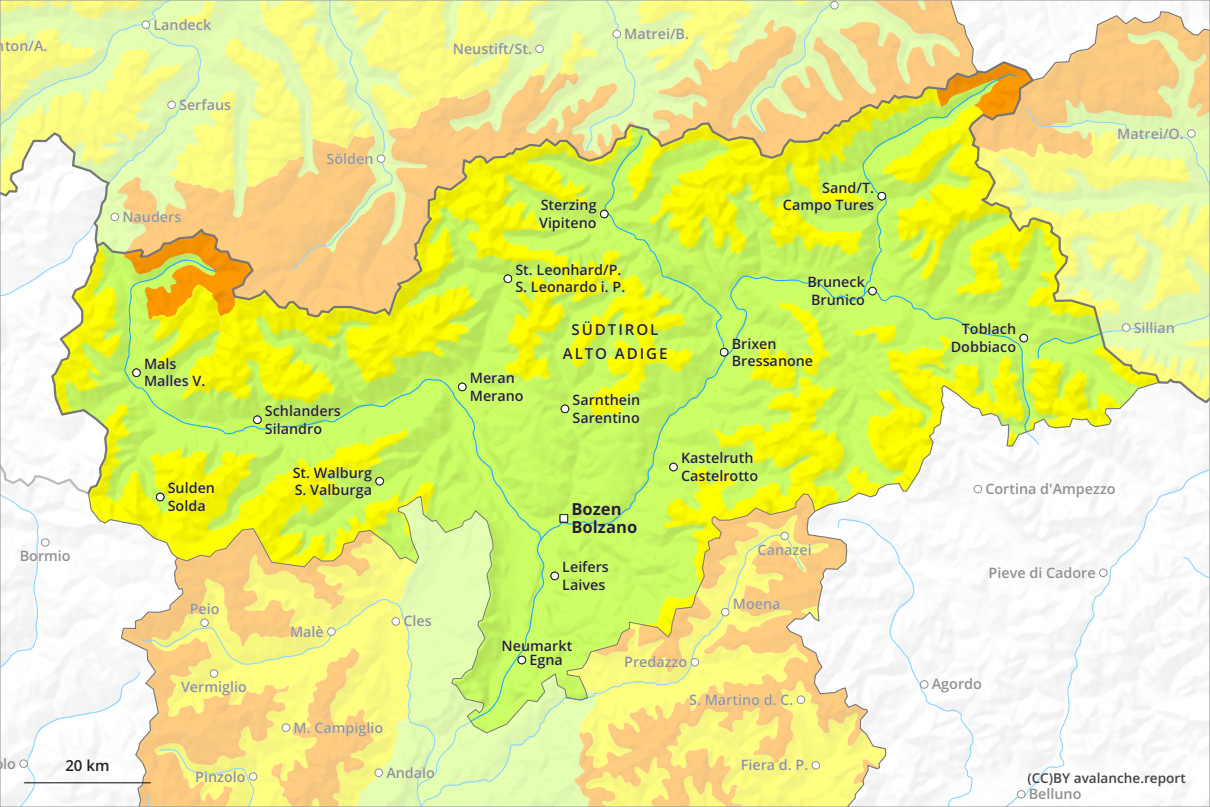 Landeck
nton/A.
Neustift/St.
Matrei/B.
Serfaus
Matrei/O.
Sölden
Nauders
Sand/T.
Campo Tures
Sterzing
Vipiteno
St. Leonhard/P.
S. Leonardo i. P.
Bruneck
Brunico
SÜDTIROL
ALTO ADIGE
Toblach
Dobbiaco
Sillian
Brixen
Bressanone
Mals
Malles V.
Meran
Merano
Schlanders
Silandro
Sarnthein
Sarentino
Kastelruth
Castelrotto
St. Walburg
S. Valburga
Sulden
Solda
Cortina d'Ampezzo
Bozen
Bolzano
Bormio
Canazei
Leifers
Laives
Pieve di Cadore
Peio
Moena
Malè
Cles
Neumarkt
Egna
Predazzo
Vermiglio
Agordo
S. Martino d. C.
M. Campiglio
20 km
Pinzolo
Andalo
Fiera d. P.
(CC)BY avalanche.report
Belluno